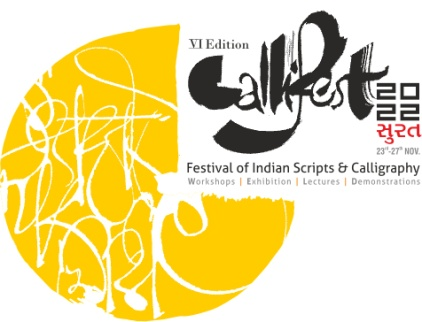 VI Edition
Callifest
2022
સુરત
23rd-27th NOV.
Festival of Indian Scripts & Calligraphy
Workshops | Exhibition | Lectures | Demonstrations